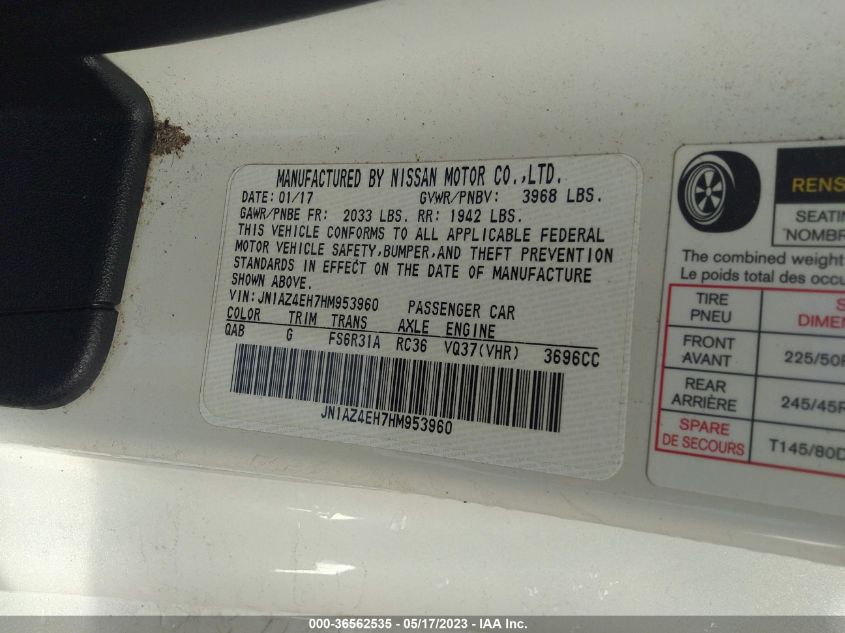 MANUFACTURED BY NISSAN MOTOR CO.,LTD.
DATE: 01/17 GVWR/PNBV: 3968 LBS.
GAWR/PNBE FR: 2033 LBS. RR: 1942 LBS.
THIS VEHICLE CONFORMS TO ALL APPLICABLE FEDERAL
MOTOR VEHICLE SAFETY,BUMPER,AND THEFT PREVENTION
STANDARDS IN EFFECT ON THE DATE OF MANUFACTURE
SHOWN ABOVE.
VIN: JN1AZ4EH7HM953960 PASSENGER CAR
COLOR TRIM TRANS AXLE ENGINE
QAB G FS6R31A RC36 VQ37(VHR) 3696CC
JN1AZ4EH7HM953960
RENS
SEATIN
NOMBR
The combined weight
Le poids total des occu
TIRE
PNEU
S
DIMEN
FRONT
AVANT
225/50R
REAR
ARRIÈRE
245/45R
SPARE
DE SECOURS
T145/80D
000-36562535 - 05/17/2023 - IAA Inc.